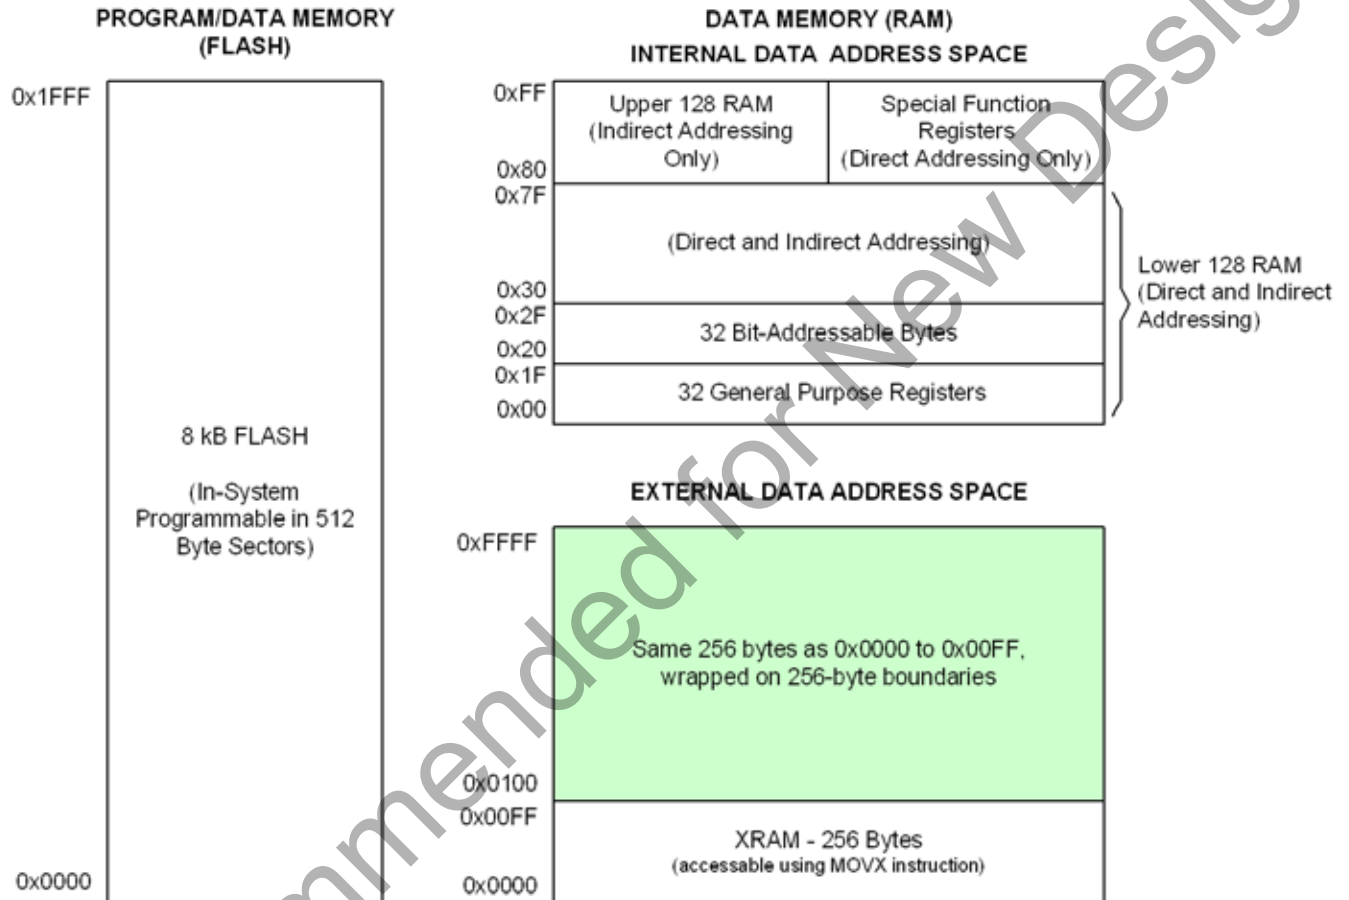 PROGRAM/DATA MEMORY
(FLASH)
0x1FFF
8 kB FLASH
(In-System
Programmable in 512
Byte Sectors)
0x0000
DATA MEMORY (RAM)
INTERNAL DATA ADDRESS SPACE
0xFF
Upper 128 RAM
(Indirect Addressing
Only)
0x80
Special Function
Registers
(Direct Addressing Only)
0x7F
(Direct and Indirect Addressing)
0x30
0x2F
32 Bit-Addressable Bytes
0x20
0x1F
32 General Purpose Registers
0x00
Lower 128 RAM
(Direct and Indirect
Addressing)
EXTERNAL DATA ADDRESS SPACE
0xFFFF
Same 256 bytes as 0x0000 to 0x00FF,
wrapped on 256-byte boundaries
0x0100
0x00FF
XRAM - 256 Bytes
(accessable using MOVX instruction)
0x0000
mmended for New Desig